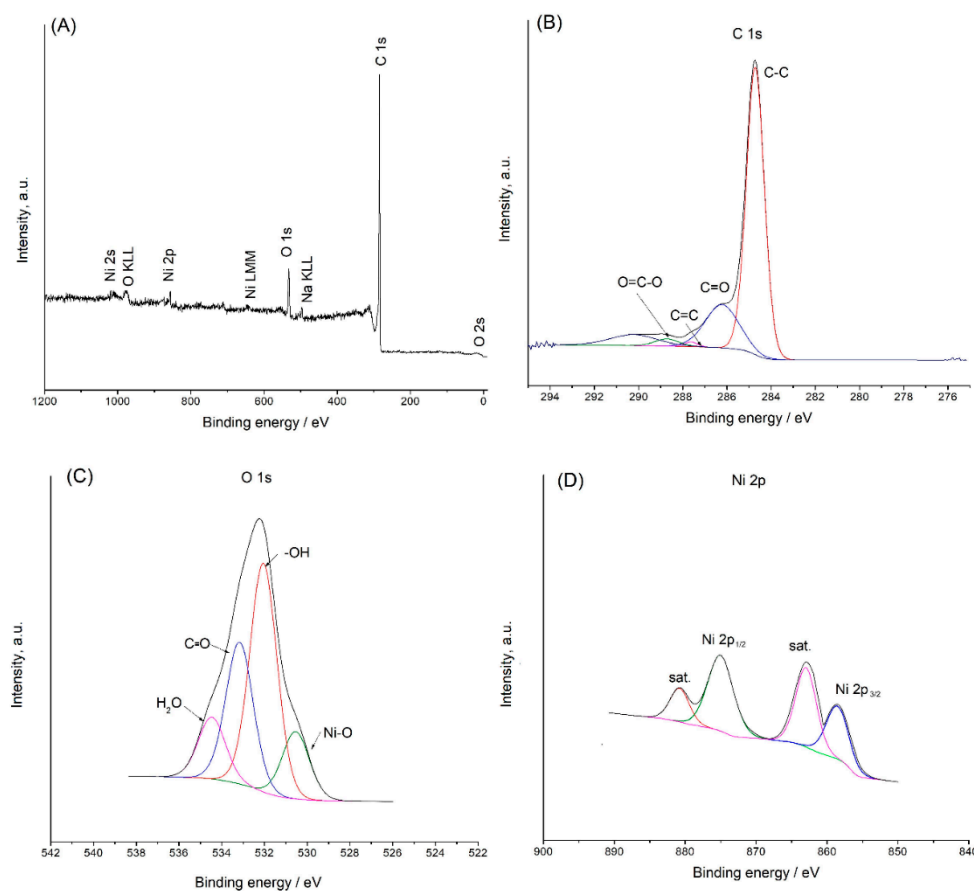 (A)
C 1s
O 1s
Na KLL
Ni LMM
Ni 2p
O KLL
Ni 2s
O 2s
Intensity, a.u.
1200 1000 800 600 400 200 0
Binding energy / eV
(B)
C 1s
C-C
C=O
O=C-O
C=C
Intensity, a.u.
294 292 290 288 286 284 282 280 278 276
Binding energy / eV
(C)
O 1s
-OH
C=O
H₂O
Ni-O
Intensity, a.u.
542 540 538 536 534 532 530 528 526 524 522
Binding energy / eV
(D)
Ni 2p
Ni 2p₁/₂
sat.
sat.
Ni 2p₃/₂
Intensity, a.u.
900 890 880 870 860 850 840
Binding energy / eV